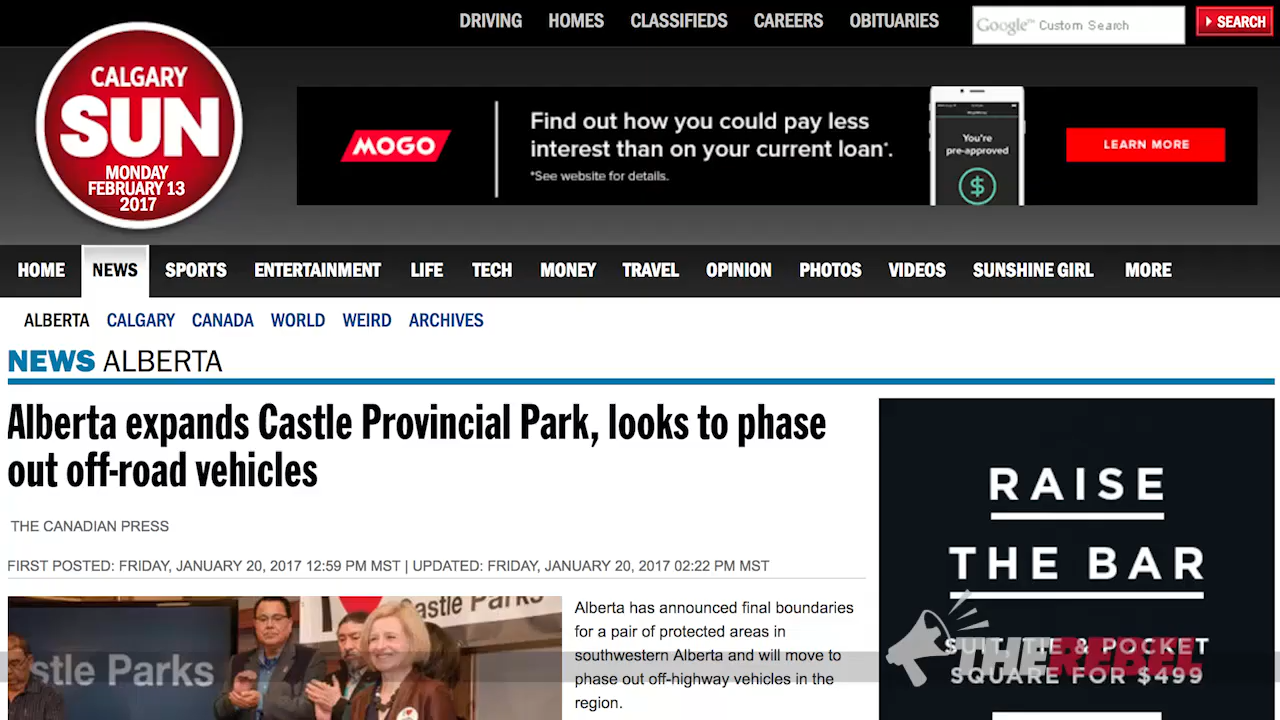 DRIVING HOMES CLASSIFIEDS CAREERS OBITUARIES
Google™ Custom Search
SEARCH
CALGARY
SUN
MONDAY
FEBRUARY 13
2017
MOGO
Find out how you could pay less
interest than on your current loan*.
*See website for details.
You're
pre-approved
$
LEARN MORE
HOME NEWS SPORTS ENTERTAINMENT LIFE TECH MONEY TRAVEL OPINION PHOTOS VIDEOS SUNSHINE GIRL MORE
ALBERTA CALGARY CANADA WORLD WEIRD ARCHIVES
NEWS ALBERTA
Alberta expands Castle Provincial Park, looks to phase
out off-road vehicles
THE CANADIAN PRESS
FIRST POSTED: FRIDAY, JANUARY 20, 2017 12:59 PM MST | UPDATED: FRIDAY, JANUARY 20, 2017 02:22 PM MST
astle Parks
stle Parks
Alberta has announced final boundaries
for a pair of protected areas in
southwestern Alberta and will move to
phase out off-highway vehicles in the
region.
RAISE
THE BAR
SUIT, TIE & POCKET
SQUARE FOR $499
THE REBEL